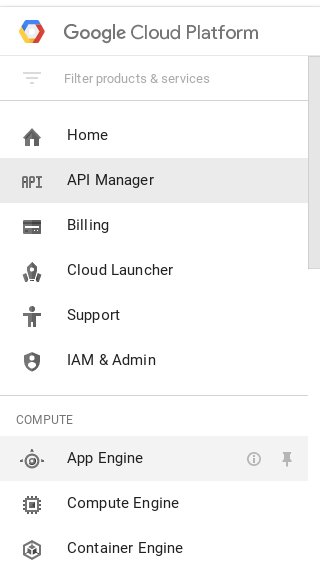 Google Cloud Platform
Filter products & services
Home
API API Manager
Billing
Cloud Launcher
Support
IAM & Admin
COMPUTE
App Engine
Compute Engine
Container Engine